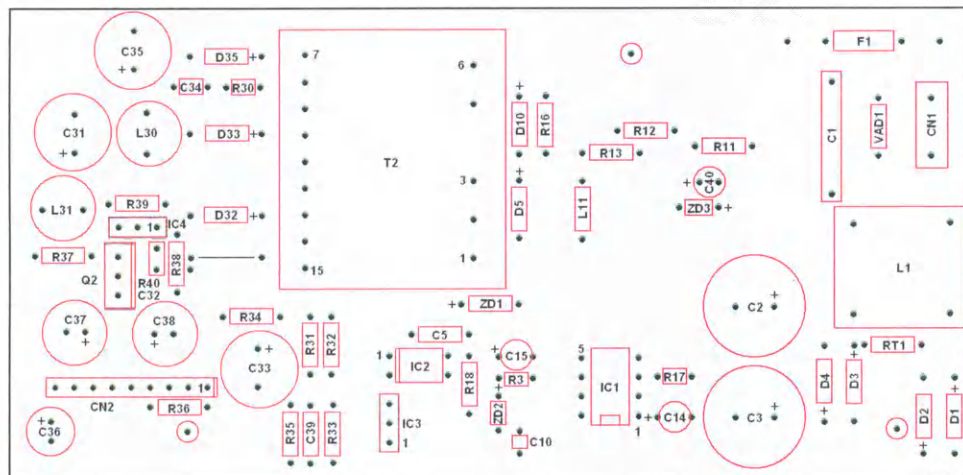 C35
+
D35
+
7
6
F1
C34
R30
+
C31
+
L30
D33
+
D10
R16
R12
C1
VAD1
CN1
T2
R13
R11
3
+
+
C40
L31
R39
D32
+
D5
L11
ZD3
+
1
IC4
R37
Q2
R40
R38
C32
15
1
L1
+
ZD1
C2
+
C37
+
C38
+
R34
R31
R32
C5
5
C33
+
1
IC2
+
C15
RT1
+
R18
R3
IC1
R17
D4
D3
1
CN2
R36
+
ZD2
+
C14
C3
+
+
+
+
C36
R35
C39
R33
IC3
1
C10
1
D2
D1
+
+